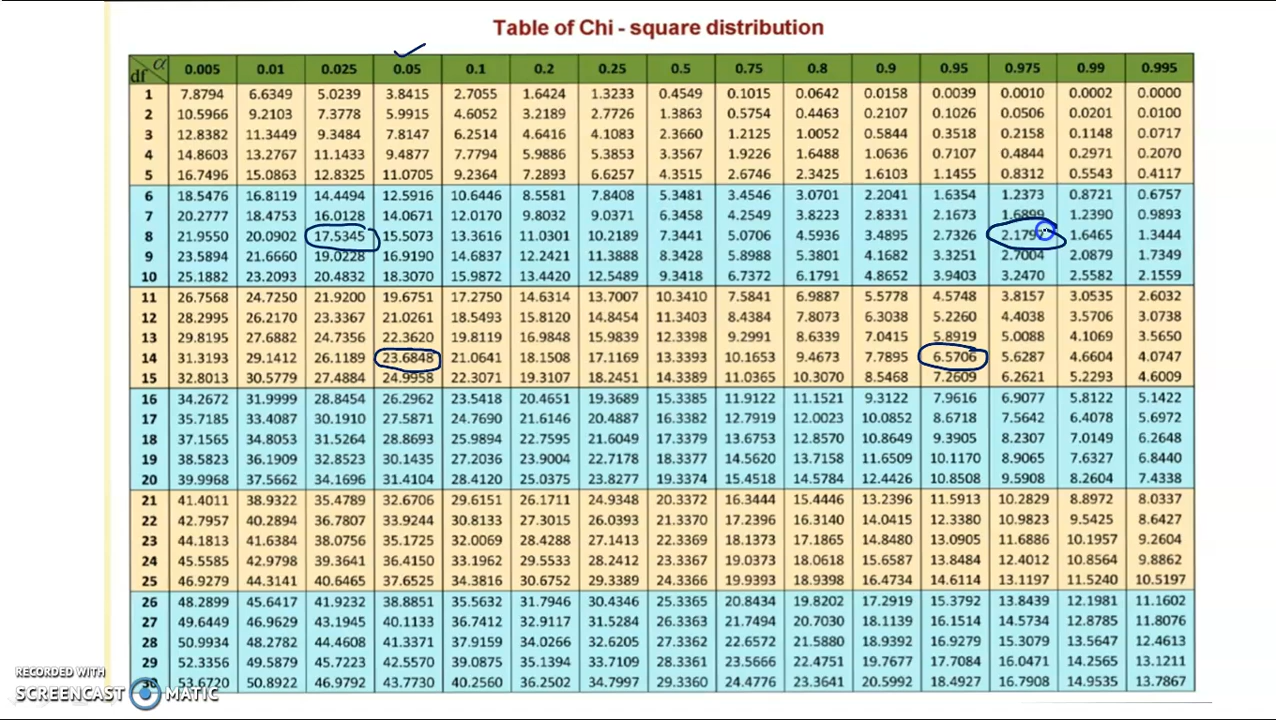 Table of Chi - square distribution
df α 0.005 0.01 0.025 0.05 0.1 0.2 0.25 0.5 0.75 0.8 0.9 0.95 0.975 0.99 0.995
1 7.8794 6.6349 5.0239 3.8415 2.7055 1.6424 1.3233 0.4549 0.1015 0.0642 0.0158 0.0039 0.0010 0.0002 0.0000
2 10.5966 9.2103 7.3778 5.9915 4.6052 3.2189 2.7726 1.3863 0.5754 0.4463 0.2107 0.1026 0.0506 0.0201 0.0100
3 12.8382 11.3449 9.3484 7.8147 6.2514 4.6416 4.1083 2.3660 1.2125 1.0052 0.5844 0.3518 0.2158 0.1148 0.0717
4 14.8603 13.2767 11.1433 9.4877 7.7794 5.9886 5.3853 3.3567 1.9226 1.6488 1.0636 0.7107 0.4844 0.2971 0.2070
5 16.7496 15.0863 12.8325 11.0705 9.2364 7.2893 6.6257 4.3515 2.6746 2.3425 1.6103 1.1455 0.8312 0.5543 0.4117
6 18.5476 16.8119 14.4494 12.5916 10.6446 8.5581 7.8408 5.3481 3.4546 3.0701 2.2041 1.6354 1.2373 0.8721 0.6757
7 20.2777 18.4753 16.0128 14.0671 12.0170 9.8032 9.0371 6.3458 4.2549 3.8223 2.8331 2.1673 1.6899 1.2390 0.9893
8 21.9550 20.0902 17.5345 15.5073 13.3616 11.0301 10.2189 7.3441 5.0706 4.5936 3.4895 2.7326 1.6465 1.3444
9 23.5894 21.6660 19.0228 16.9190 14.6837 12.2421 11.3888 8.3428 5.8988 5.3801 4.1682 3.3251 2.7004 2.0879 1.7349
10 25.1882 23.2093 20.4832 18.3070 15.9872 13.4420 12.5489 9.3418 6.7372 6.1791 4.8652 3.9403 3.2470 2.5582 2.1559
11 26.7568 24.7250 21.9200 19.6751 17.2750 14.6314 13.7007 10.3410 7.5841 6.9887 5.5778 4.5748 3.8157 3.0535 2.6032
12 28.2995 26.2170 23.3367 21.0261 18.5493 15.8120 14.8454 11.3403 8.4384 7.8073 6.3038 5.2260 4.4038 3.5706 3.0738
13 29.8195 27.6882 24.7356 22.3620 19.8119 16.9848 15.9839 12.3398 9.2991 8.6339 7.0415 5.8919 5.0088 4.1069 3.5650
14 31.3193 29.1412 26.1189 23.6848 21.0641 18.1508 17.1169 13.3393 10.1653 9.4673 7.7895 6.5706 5.6287 4.6604 4.0747
15 32.8013 30.5779 27.4884 24.9958 22.3071 19.3107 18.2451 14.3389 11.0365 10.3070 8.5468 7.2609 6.2621 5.2293 4.6009
16 34.2672 31.9999 28.8454 26.2962 23.5418 20.4651 19.3689 15.3385 11.9122 11.1521 9.3122 7.9616 6.9077 5.8122 5.1422
17 35.7185 33.4087 30.1910 27.5871 24.7690 21.6146 20.4887 16.3382 12.7919 12.0023 10.0852 8.6718 7.5642 6.4078 5.6972
18 37.1565 34.8053 31.5264 28.8693 25.9894 22.7595 21.6049 17.3379 13.6753 12.8570 10.8649 9.3905 8.2307 7.0149 6.2648
19 38.5823 36.1909 32.8523 30.1435 27.2036 23.9004 22.7178 18.3377 14.5620 13.7158 11.6509 10.1170 8.9065 7.6327 6.8440
20 39.9968 37.5662 34.1696 31.4104 28.4120 25.0375 23.8277 19.3374 15.4518 14.5784 12.4426 10.8508 9.5908 8.2604 7.4338
21 41.4011 38.9322 35.4789 32.6706 29.6151 26.1711 24.9348 20.3372 16.3444 15.4446 13.2396 11.5913 10.2829 8.8972 8.0337
22 42.7957 40.2894 36.7807 33.9244 30.8133 27.3015 26.0393 21.3370 17.2396 16.3140 14.0415 12.3380 10.9823 9.5425 8.6427
23 44.1813 41.6384 38.0756 35.1725 32.0069 28.4288 27.1413 22.3369 18.1373 17.1865 14.8480 13.0905 11.6886 10.1957 9.2604
24 45.5585 42.9798 39.3641 36.4150 33.1962 29.5533 28.2412 23.3367 19.0373 18.0618 15.6587 13.8484 12.4012 10.8564 9.8862
25 46.9279 44.3141 40.6465 37.6525 34.3816 30.6752 29.3389 24.3366 19.9393 18.9398 16.4734 14.6114 13.1197 11.5240 10.5197
26 48.2899 45.6417 41.9232 38.8851 35.5632 31.7946 30.4346 25.3365 20.8434 19.8202 17.2919 15.3792 13.8439 12.1981 11.1602
27 49.6449 46.9629 43.1945 40.1133 36.7412 32.9117 31.5284 26.3363 21.7494 20.7030 18.1139 16.1514 14.5734 12.8785 11.8076
28 50.9934 48.2782 44.4608 41.3371 37.9159 34.0266 32.6205 27.3362 22.6572 21.5880 18.9392 16.9279 15.3079 13.5647 12.4613
29 52.3356 49.5879 45.7223 42.5570 39.0875 35.1394 33.7109 28.3361 23.5666 22.4751 19.7677 17.7084 16.0471 14.2565 13.1211
30 53.6720 50.8922 46.9792 43.7730 40.2560 36.2502 34.7997 29.3360 24.4776 23.3641 20.5992 18.4927 16.7908 14.9535 13.7867
RECORDED WITH
SCREENCAST MATIC